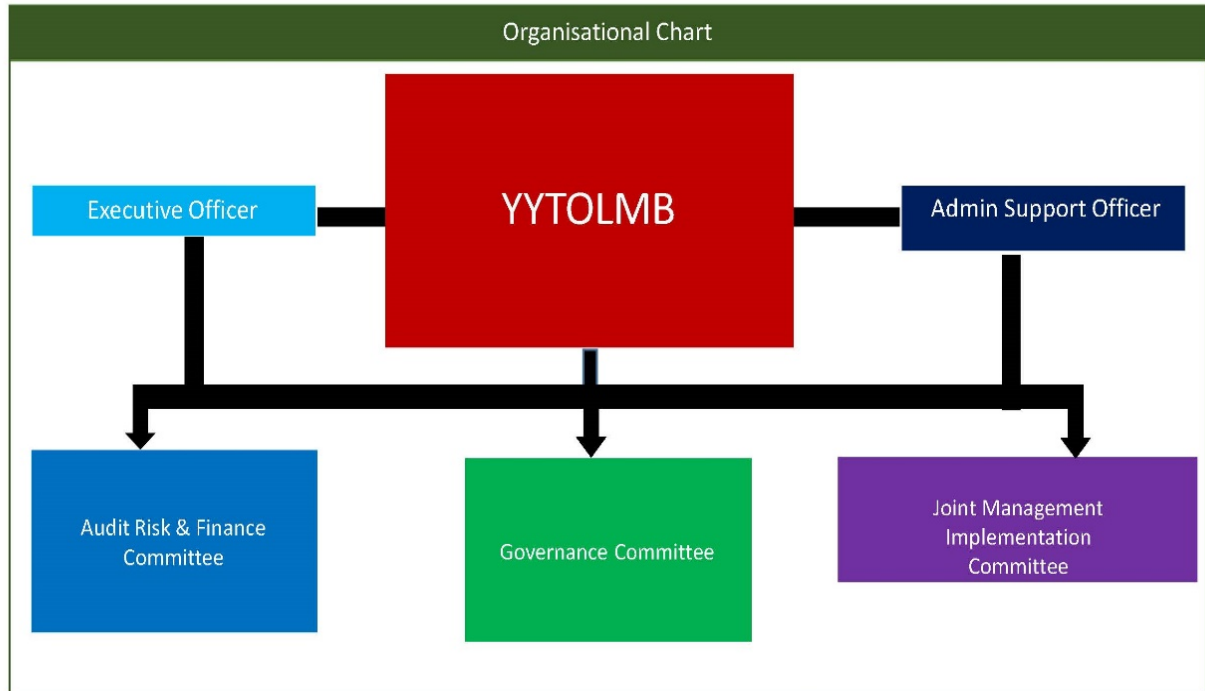 Organisational Chart
YYTOLMB
Executive Officer
Admin Support Officer
Audit Risk & Finance
Committee
Governance Committee
Joint Management
Implementation
Committee